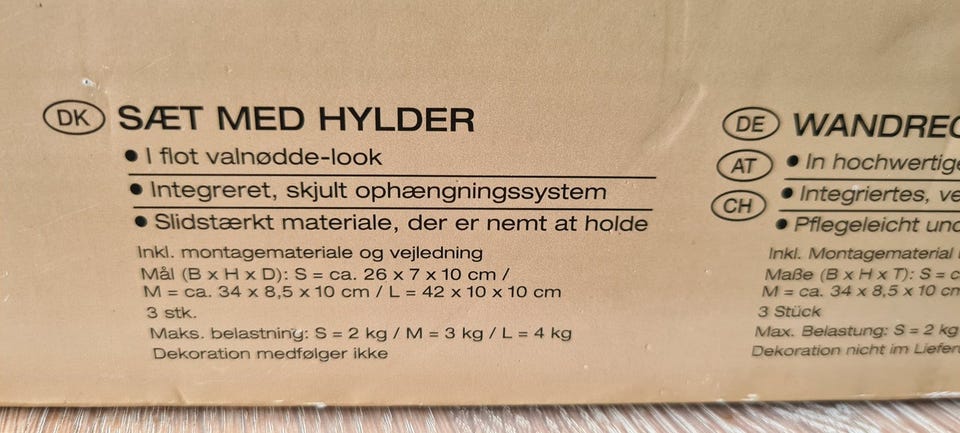 DK SÆT MED HYLDER
• I flot valnødde-look
• Integreret, skjult ophængningssystem
• Slidstærkt materiale, der er nemt at holde
Inkl. montagemateriale og vejledning
Mål (B x H x D): S = ca. 26 x 7 x 10 cm /
M = ca. 34 x 8,5 x 10 cm / L = 42 x 10 x 10 cm
3 stk.
Maks. belastning: S = 2 kg / M = 3 kg / L = 4 kg
Dekoration medfølger ikke
DE
AT • In
CH • Integriertes,
• Pflegeleicht
Inkl. Montagematerial
Maße (B x H x T): S =
M = ca. 34 x 8,5 x 10
3 Stück
Max. Belastung: S = 2 kg
Dekoration nicht im